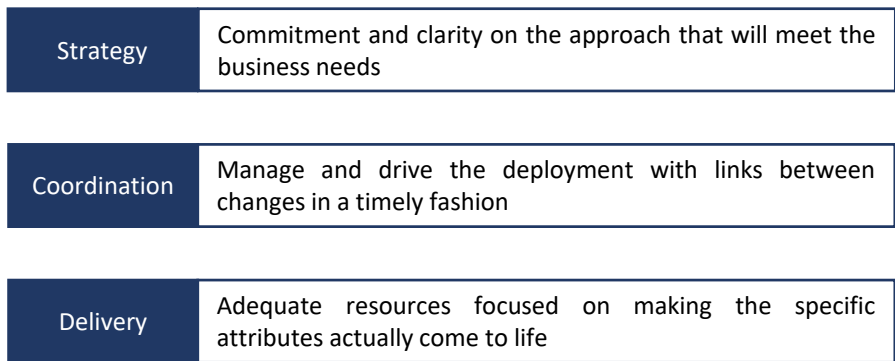 Strategy
Commitment and clarity on the approach that will meet the
business needs
Coordination
Manage and drive the deployment with links between
changes in a timely fashion
Delivery
Adequate resources focused on making the specific
attributes actually come to life